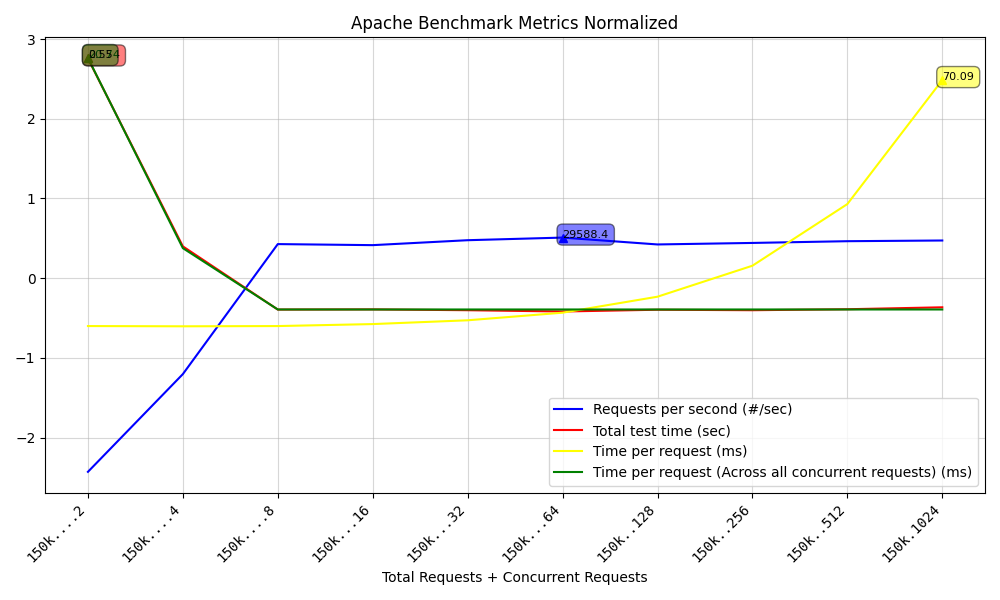 Apache Benchmark Metrics Normalized
3
2
1
0
−1
−2
70.09
29588.4
Requests per second (#/sec)
Total test time (sec)
Time per request (ms)
Time per request (Across all concurrent requests) (ms)
150k....2
150k....4
150k....8
150k...16
150k...32
150k...64
150k..128
150k..256
150k..512
150k.1024
Total Requests + Concurrent Requests